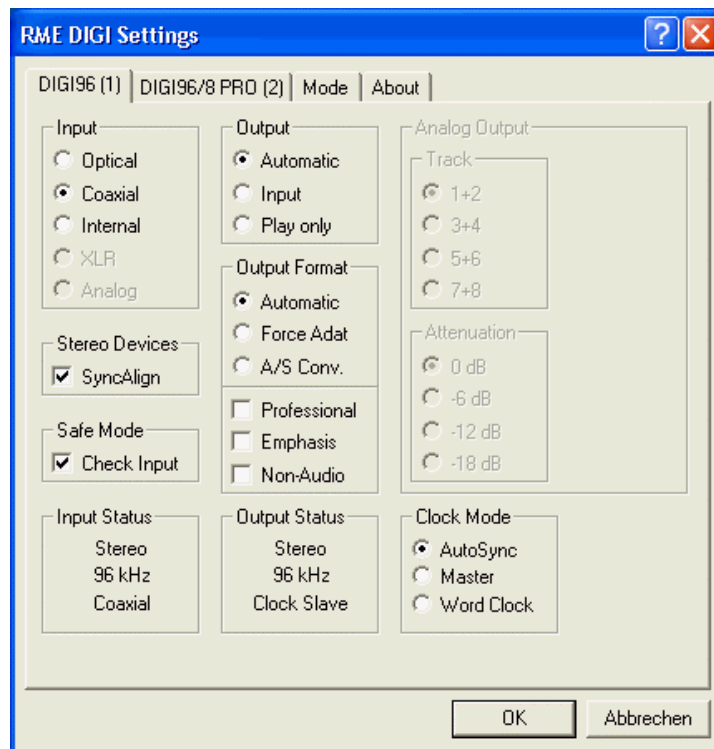 RME DIGI Settings
DIGI96 (1)
DIGI96/8 PRO (2)
Mode
About
Input
Optical
Coaxial
Internal
XLR
Analog
Stereo Devices
SyncAlign
Safe Mode
Check Input
Input Status
Stereo
96 kHz
Coaxial
Output
Automatic
Input
Play only
Output Format
Automatic
Force Adat
A/S Conv.
Professional
Emphasis
Non-Audio
Output Status
Stereo
96 kHz
Clock Slave
Analog Output
Track
1+2
3+4
5+6
7+8
Attenuation
0 dB
-6 dB
-12 dB
-18 dB
Clock Mode
AutoSync
Master
Word Clock
OK
Abbrechen